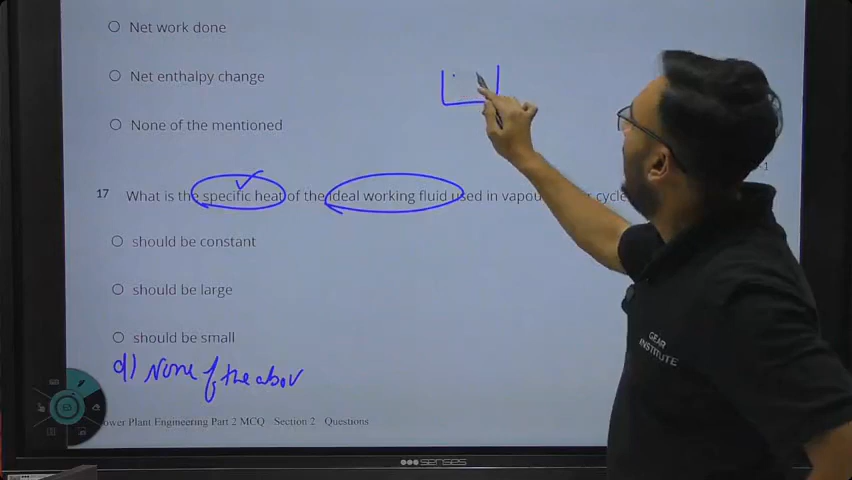 Net work done
Net enthalpy change
None of the mentioned
17 What is the specific heat of the ideal working fluid used in vapou cycle
should be constant
should be large
should be small
d) None of the abov
ower Plant Engineering Part 2 MCQ Section 2 Questions
GEAR
INSTITUTE
senses